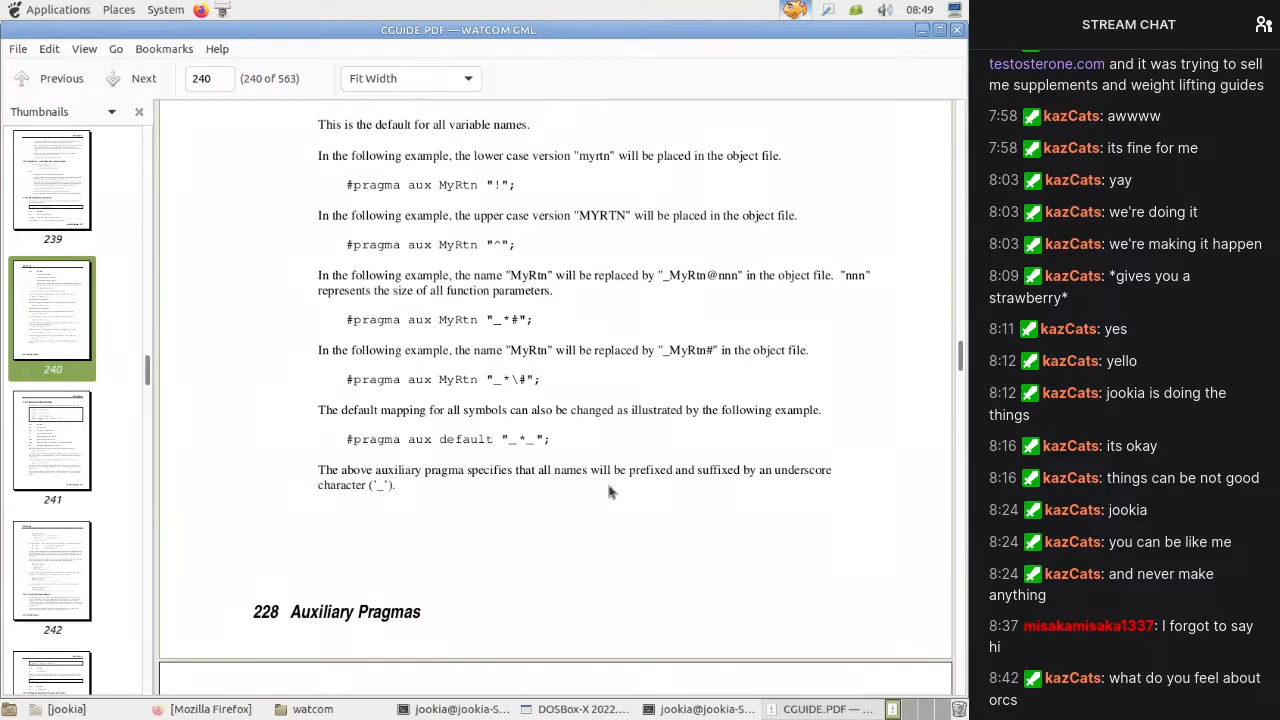 Applications Places System 08:49
CGUIDE.PDF — WATCOM GML
File Edit View Go Bookmarks Help
Previous Next 240 (240 of 563) Fit Width
Thumbnails
239
240
241
242
This is the default for all variable names.
In the following example, the lower case version "myrtn" will be placed in the object file.
#pragma aux MyRtn "!";
In the following example, the upper case version "MYRTN" will be placed in the object file.
#pragma aux MyRtn "^";
In the following example, the name "MyRtn" will be replaced by "_MyRtn@nnn" in the object file. "nnn"
represents the size of all function parameters.
#pragma aux MyRtn
In the following example, the name "MyRtn" will be replaced by "_MyRtn#" in the object file.
#pragma aux MyRtn "_*\#";
The default mapping for all symbols can also be changed as illustrated by the following example.
#pragma aux default "_*_";
The above auxiliary pragma specifies that all names will be prefixed and suffixed by an underscore
character ('_').
228 Auxiliary Pragmas
[jookia] [Mozilla Firefox] watcom jookia@jookia-S... DOSBox-X 2022,... jookia@jookia-S... CGUIDE.PDF — ...
STREAM CHAT
testosterone.com and it was trying to sell
me supplements and weight lifting guides
7:58 kazCats: awwww
7:58 kazCats: its fine for me
8:03 kazCats: yay
8:03 kazCats: we're doing it
8:03 kazCats: we're making it happen
8:09 kazCats: *gives you a
strawberry*
8:11 kazCats: yes
8:12 kazCats: yello
8:12 kazCats: jookia is doing the
things
8:16 kazCats: its okay
8:16 kazCats: things can be not good
8:24 kazCats: jookia
8:24 kazCats: you can be like me
8:24 kazCats: and never make
anything
8:37 misakamisaka1337: I forgot to say
hi
8:42 kazCats: what do you feel about
orcs